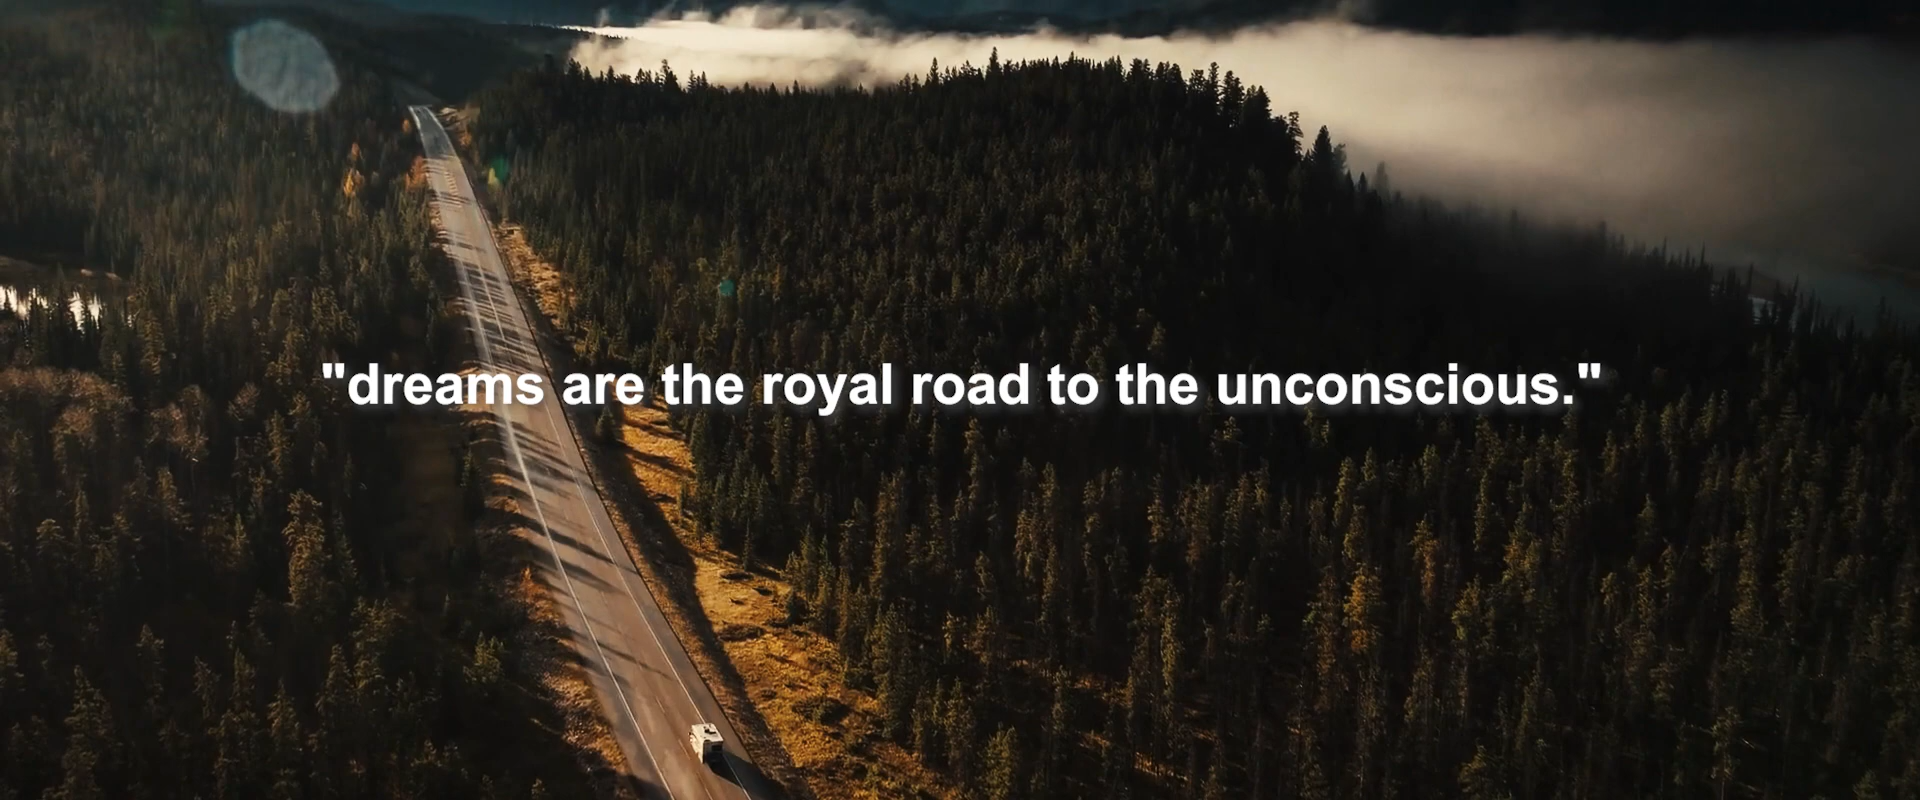 "dreams are the royal road to the unconscious."